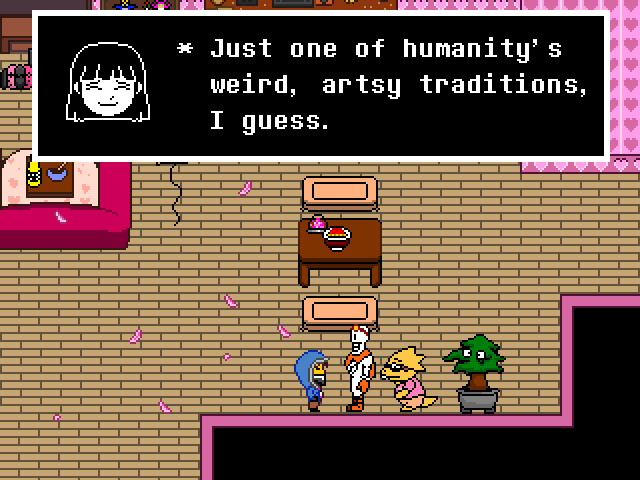 * Just one of humanity's
weird, artsy traditions,
I guess.